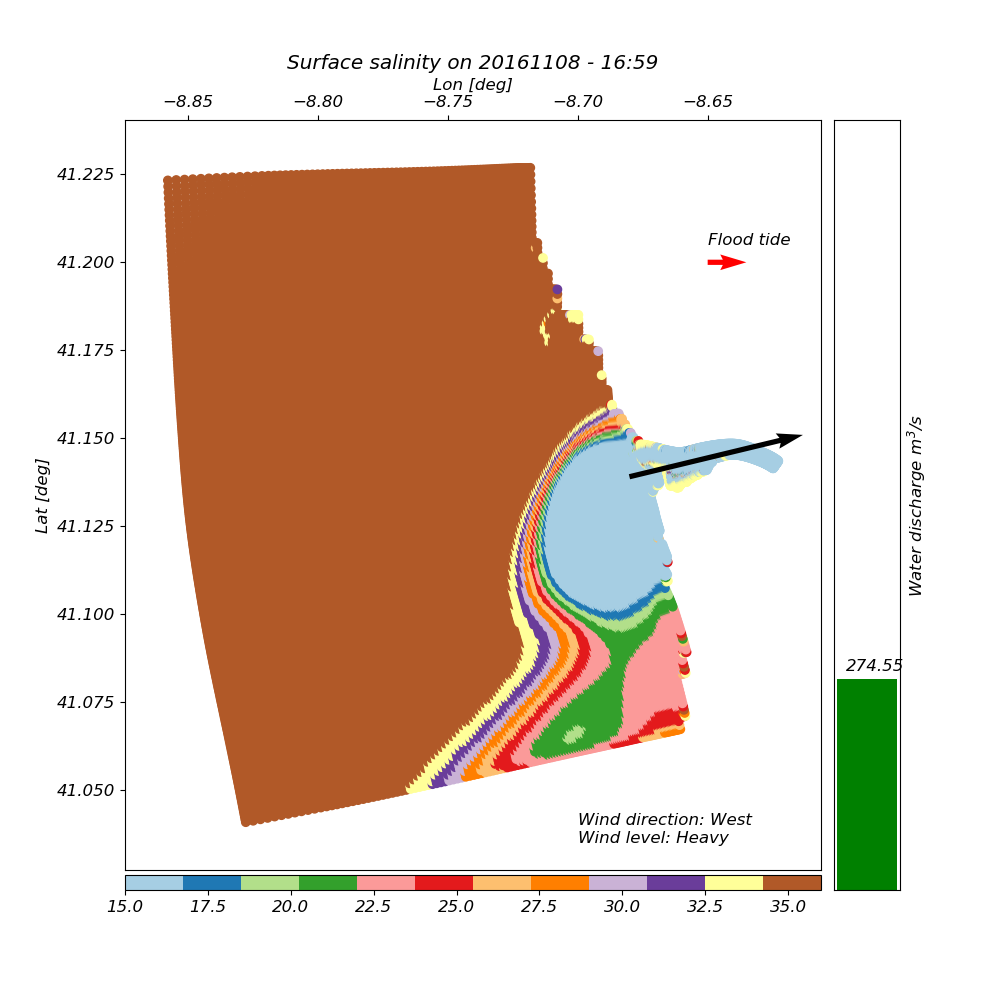 Surface salinity on 20161108 - 16:59
Lon [deg]
−8.85 −8.80 −8.75 −8.70 −8.65
41.225
41.200
41.175
41.150
41.125
41.100
41.075
41.050
Lat [deg]
Flood tide
Water discharge m³/s
274.55
Wind direction: West
Wind level: Heavy
15.0 17.5 20.0 22.5 25.0 27.5 30.0 32.5 35.0